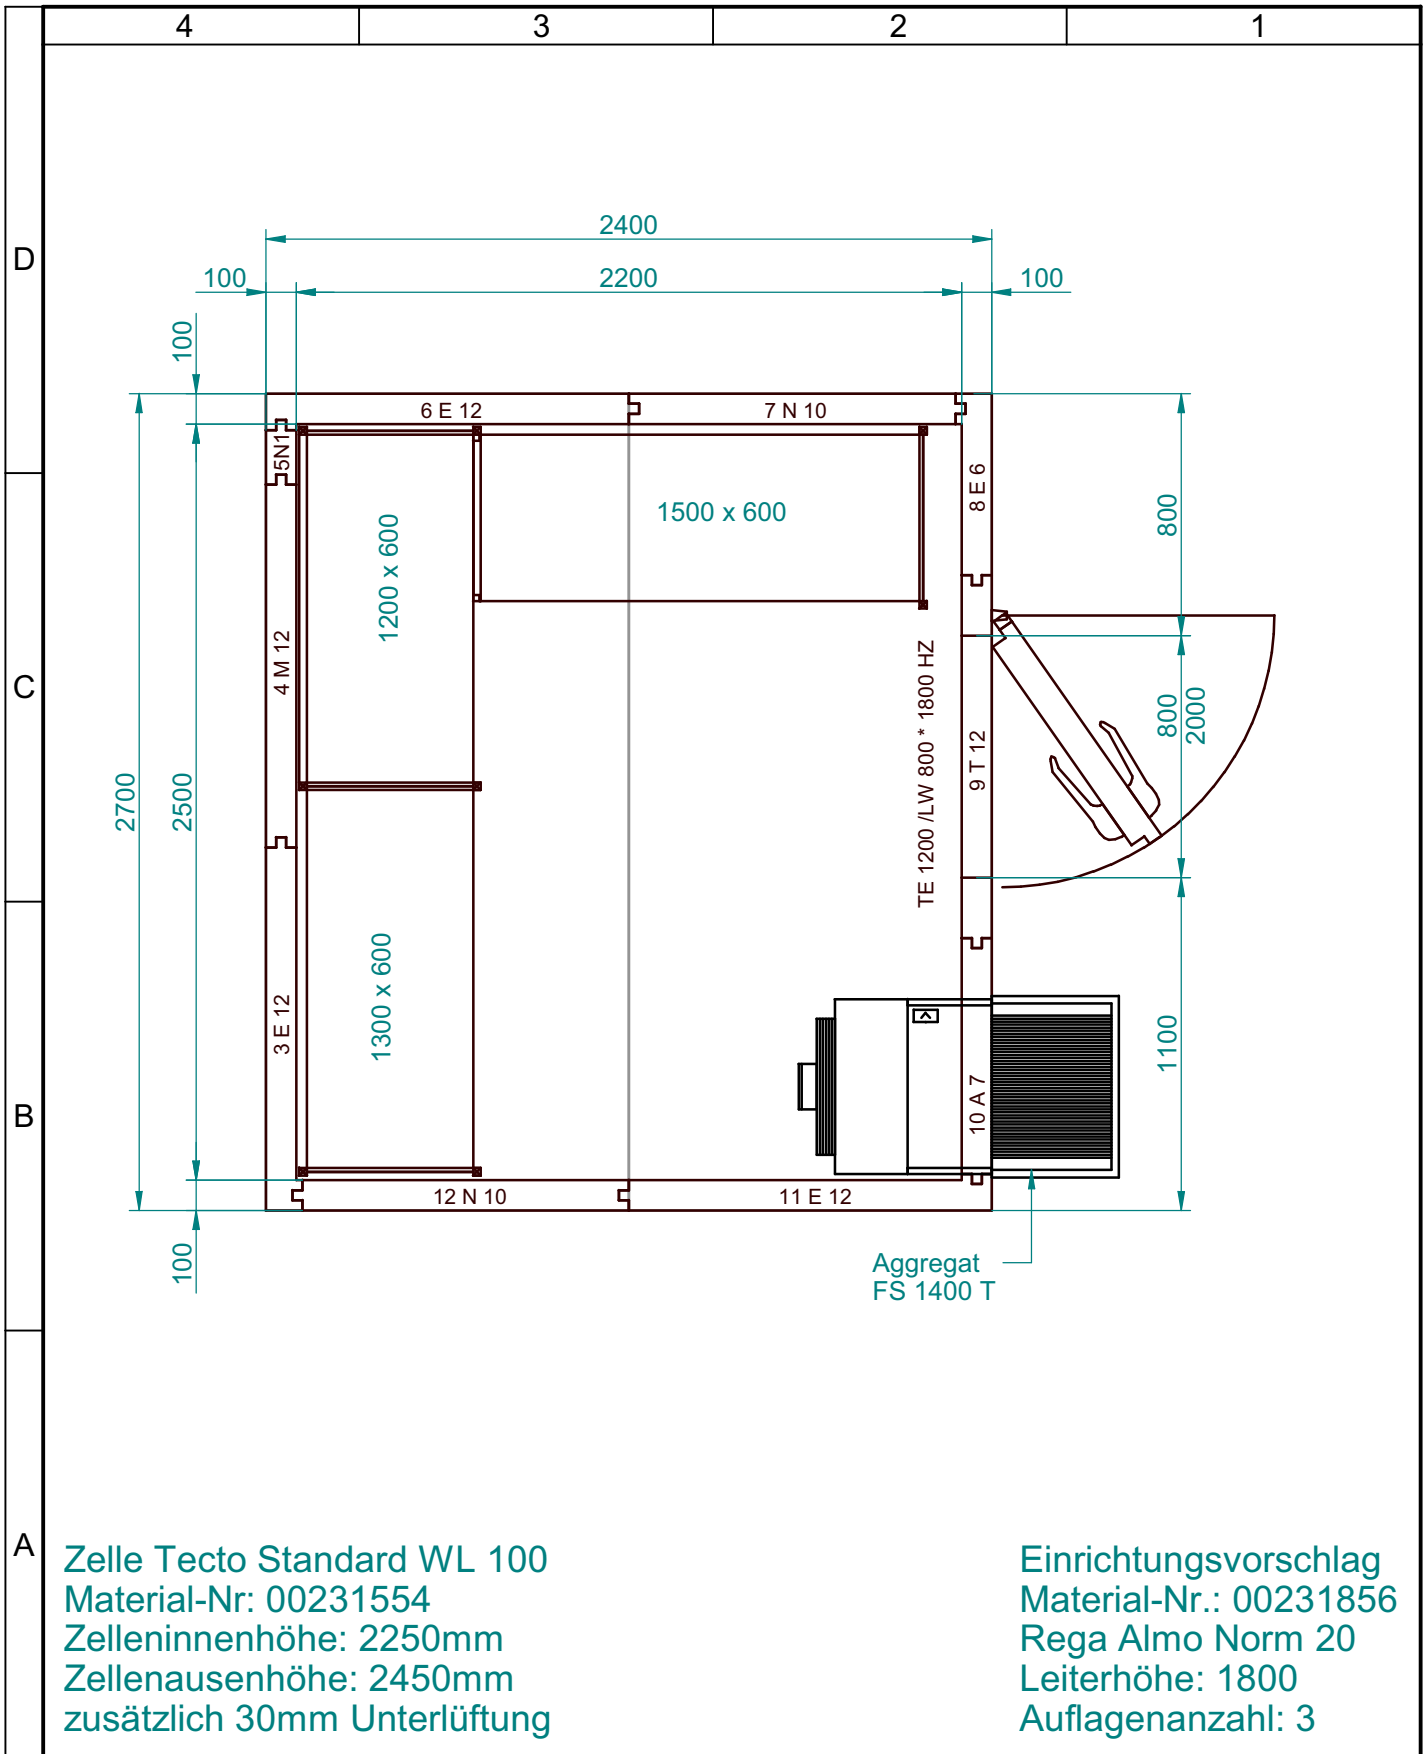 4
3
2
1
D
C
B
A
2400
100
2200
100
100
6 E 12
7 N 10
5N1
8 E 6
1500 x 600
1200 x 600
800
4 M 12
TE 1200 /LW 800 * 1800 HZ
9 T 12
800
2000
2700
2500
3 E 12
1300 x 600
10 A 7
1100
12 N 10
11 E 12
100
Aggregat
FS 1400 T
Zelle Tecto Standard WL 100
Material-Nr: 00231554
Zelleninnenhöhe: 2250mm
Zellenausenhöhe: 2450mm
zusätzlich 30mm Unterlüftung
Einrichtungsvorschlag
Material-Nr.: 00231856
Rega Almo Norm 20
Leiterhöhe: 1800
Auflagenanzahl: 3